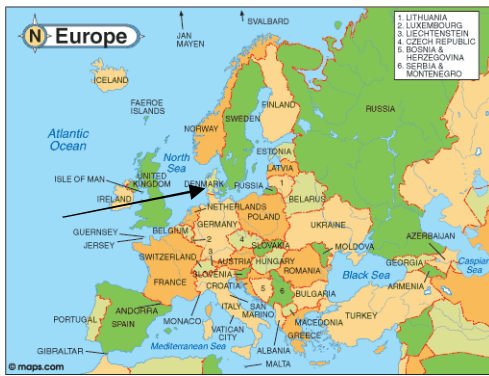 N Europe
1. LITHUANIA
2. LUXEMBOURG
3. LIECHTENSTEIN
4. CZECH REPUBLIC
5. BOSNIA &
HERZEGOVINA
6. SERBIA &
MONTENEGRO
SVALBARD
JAN
MAYEN
ICELAND
FAEROE
ISLANDS
FINLAND
RUSSIA
SWEDEN
NORWAY
Atlantic
Ocean
ESTONIA
North
Sea
LATVIA
ISLE OF MAN
UNITED
KINGDOM
DENMARK
RUSSIA
1
IRELAND
BELARUS
NETHERLANDS
POLAND
GUERNSEY
JERSEY
BELGIUM
GERMANY
UKRAINE
2
4
AZERBAIJAN
SLOVAKIA
MOLDOVA
SWITZERLAND
3
AUSTRIA
HUNGARY
GEORGIA
Caspian
Sea
SLOVENIA
ROMANIA
FRANCE
CROATIA
5
6
Black Sea
ARMENIA
BULGARIA
ANDORRA
ITALY
SAN
MARINO
PORTUGAL
SPAIN
MONACO
VATICAN
CITY
MACEDONIA
TURKEY
GREECE
Mediterranean Sea
ALBANIA
GIBRALTAR
MALTA
© maps.com